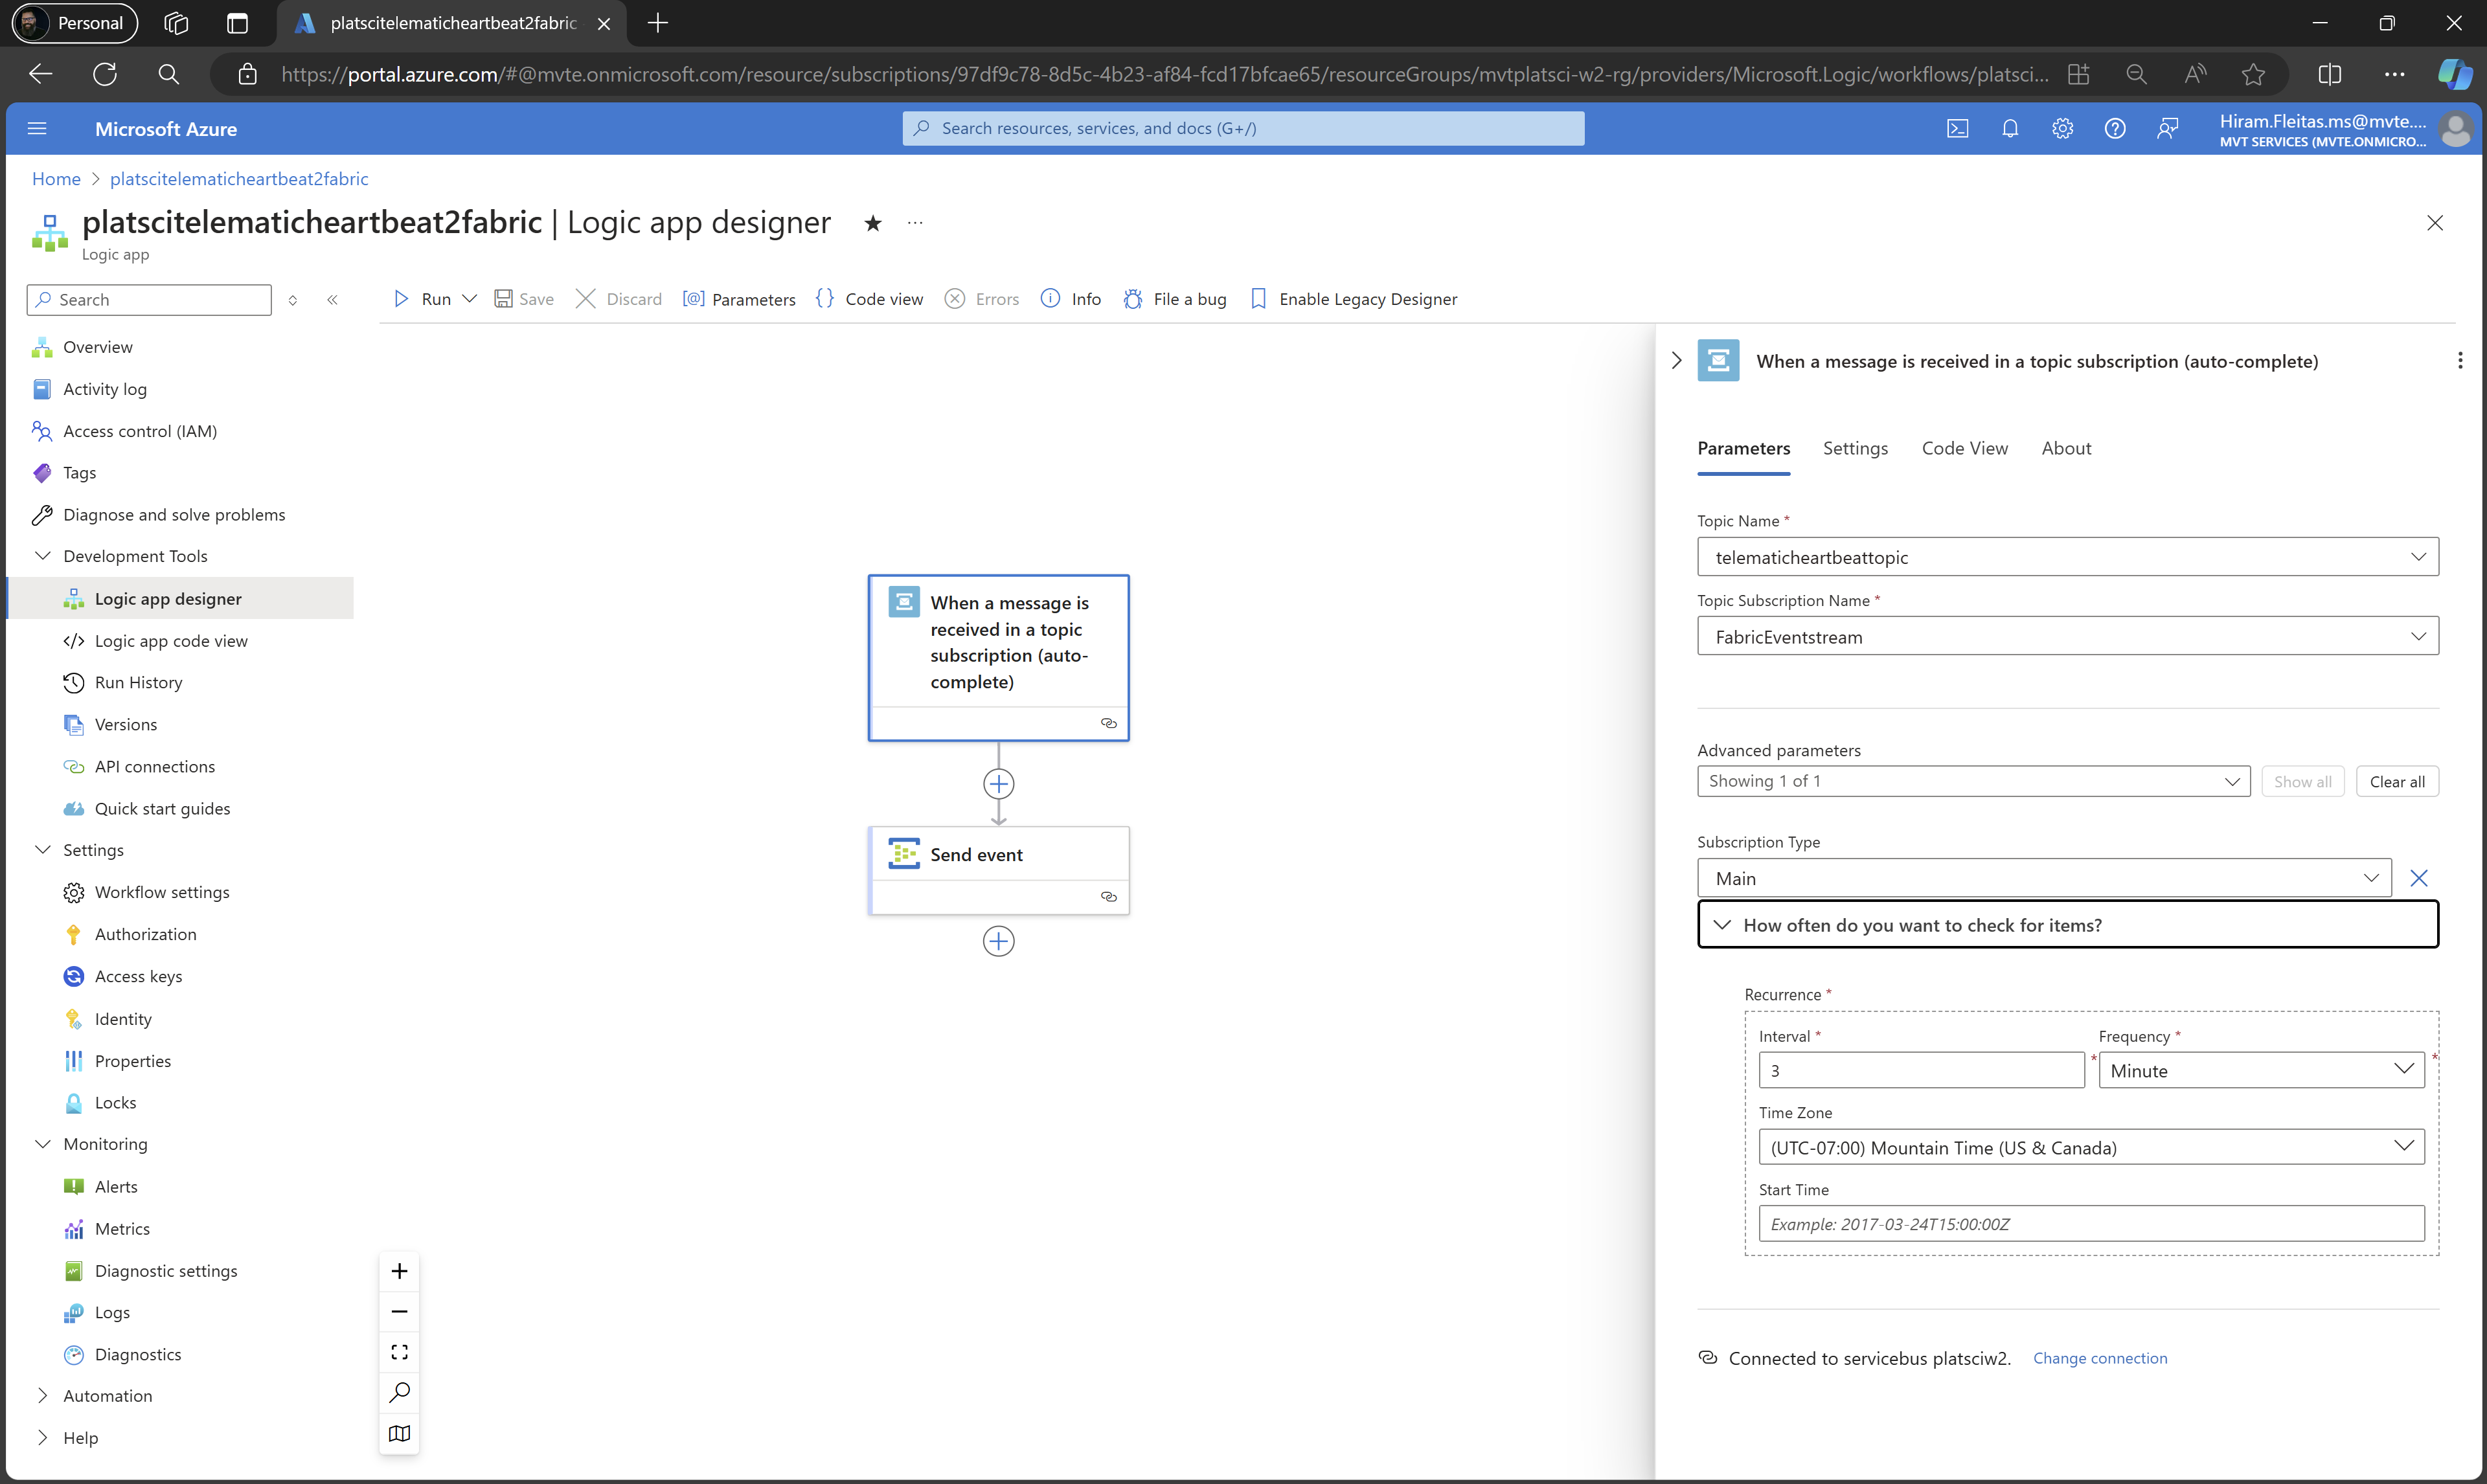 Personal
platscitelematicheartbeat2fabric
https://portal.azure.com/#@mvte.onmicrosoft.com/resource/subscriptions/97df9c78-8d5c-4b23-af84-fcd17bfcae65/resourceGroups/mvtplatsci-w2-rg/providers/Microsoft.Logic/workflows/platsci...
Microsoft Azure
Search resources, services, and docs (G+/)
Hiram.Fleitas.ms@mvte....
MVT SERVICES (MVTE.ONMICRO...
Home > platscitelematicheartbeat2fabric
platscitelematicheartbeat2fabric | Logic app designer
Logic app
Search
Run
Save
Discard
Parameters
Code view
Errors
Info
File a bug
Enable Legacy Designer
Overview
Activity log
Access control (IAM)
Tags
Diagnose and solve problems
Development Tools
Logic app designer
Logic app code view
Run History
Versions
API connections
Quick start guides
Settings
Workflow settings
Authorization
Access keys
Identity
Properties
Locks
Monitoring
Alerts
Metrics
Diagnostic settings
Logs
Diagnostics
Automation
Help
When a message is
received in a topic
subscription (auto-
complete)
Send event
When a message is received in a topic subscription (auto-complete)
Parameters
Settings
Code View
About
Topic Name *
telematicheartbeattopic
Topic Subscription Name *
FabricEventstream
Advanced parameters
Showing 1 of 1
Show all
Clear all
Subscription Type
Main
How often do you want to check for items?
Recurrence *
Interval *
Frequency *
3
*
Minute
*
Time Zone
(UTC-07:00) Mountain Time (US & Canada)
Start Time
Example: 2017-03-24T15:00:00Z
Connected to servicebus platsciw2.
Change connection